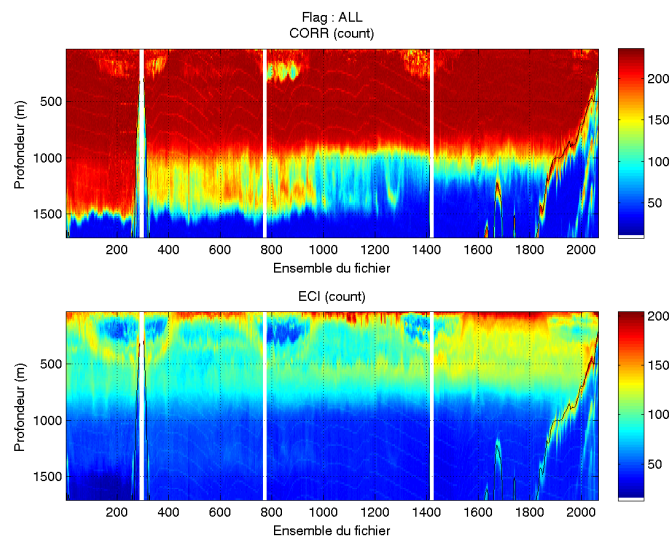 Flag : ALL
CORR (count)
Profondeur (m)
500
1000
1500
200 400 600 800 1000 1200 1400 1600 1800 2000
Ensemble du fichier
200
150
100
50
ECI (count)
Profondeur (m)
500
1000
1500
200 400 600 800 1000 1200 1400 1600 1800 2000
Ensemble du fichier
200
150
100
50